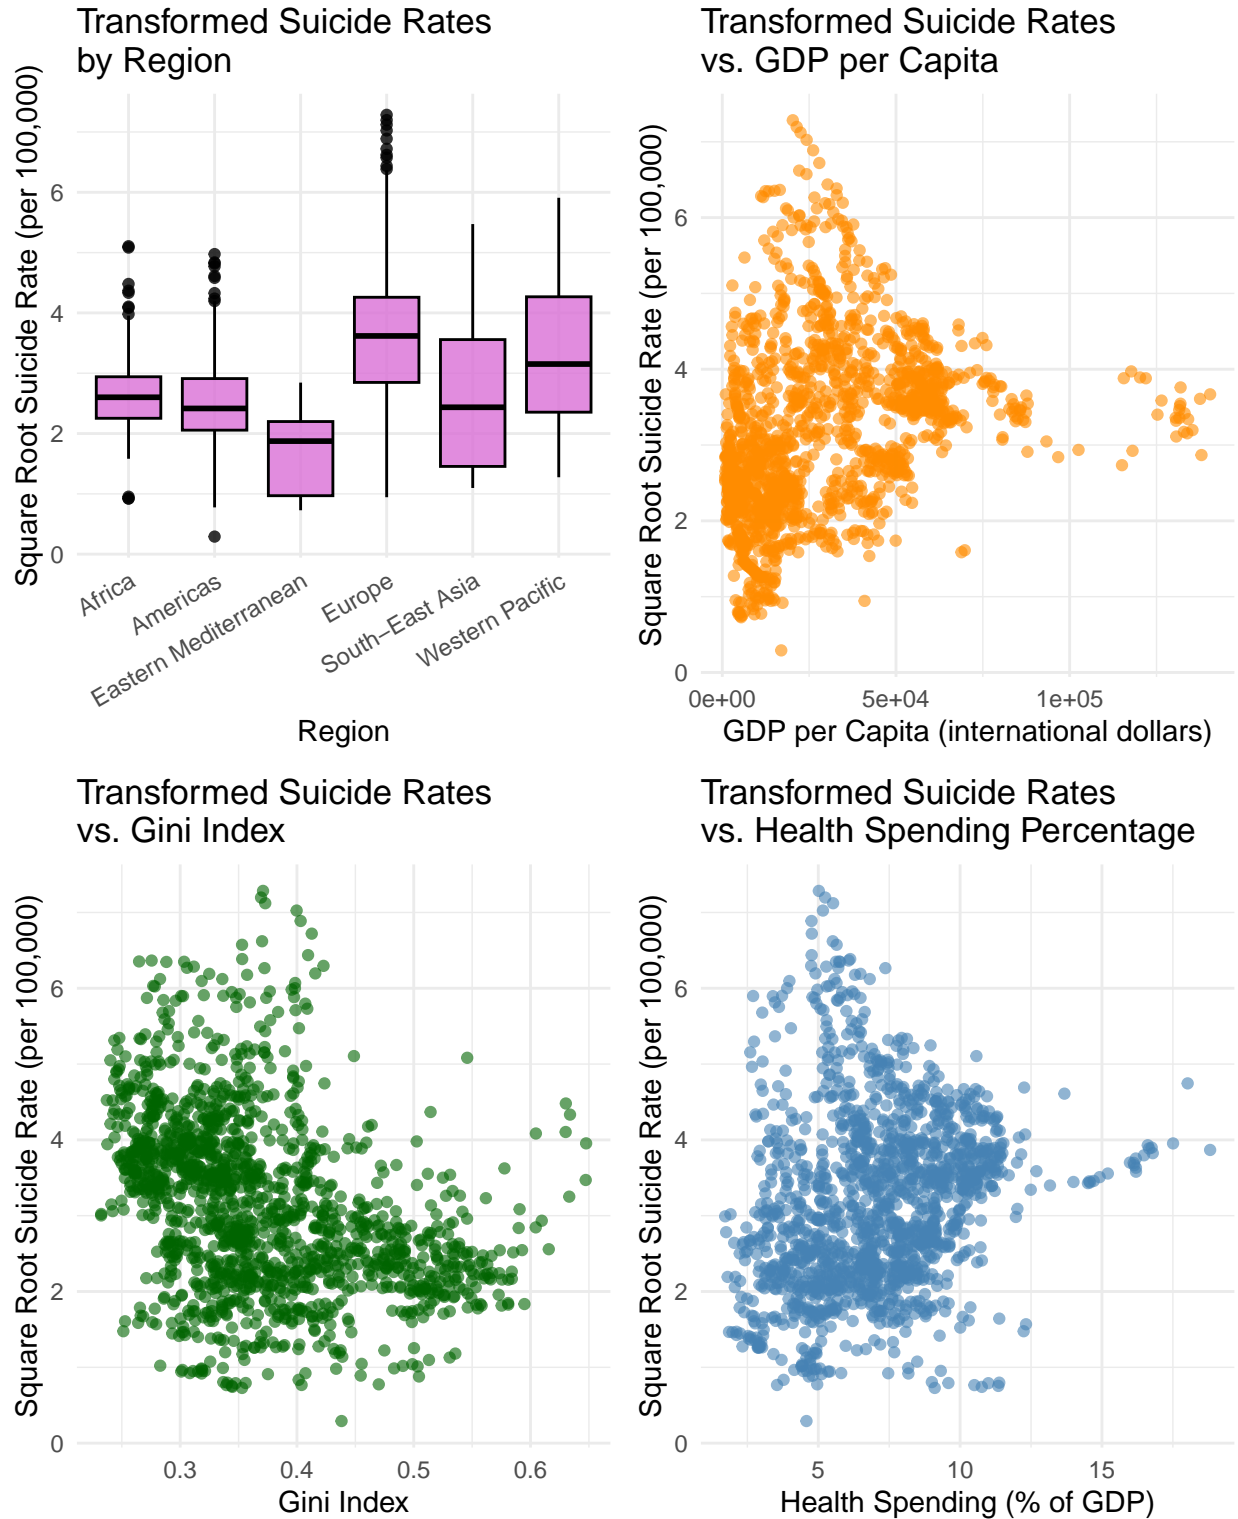 Transformed Suicide Rates
by Region
Square Root Suicide Rate (per 100,000)
6
4
2
0
Africa
Americas
Eastern Mediterranean
Europe
South−East Asia
Western Pacific
Region
Transformed Suicide Rates
vs. GDP per Capita
Square Root Suicide Rate (per 100,000)
6
4
2
0
0e+00
5e+04
1e+05
GDP per Capita (international dollars)
Transformed Suicide Rates
vs. Gini Index
Square Root Suicide Rate (per 100,000)
6
4
2
0
0.3
0.4
0.5
0.6
Gini Index
Transformed Suicide Rates
vs. Health Spending Percentage
Square Root Suicide Rate (per 100,000)
6
4
2
0
5
10
15
Health Spending (% of GDP)